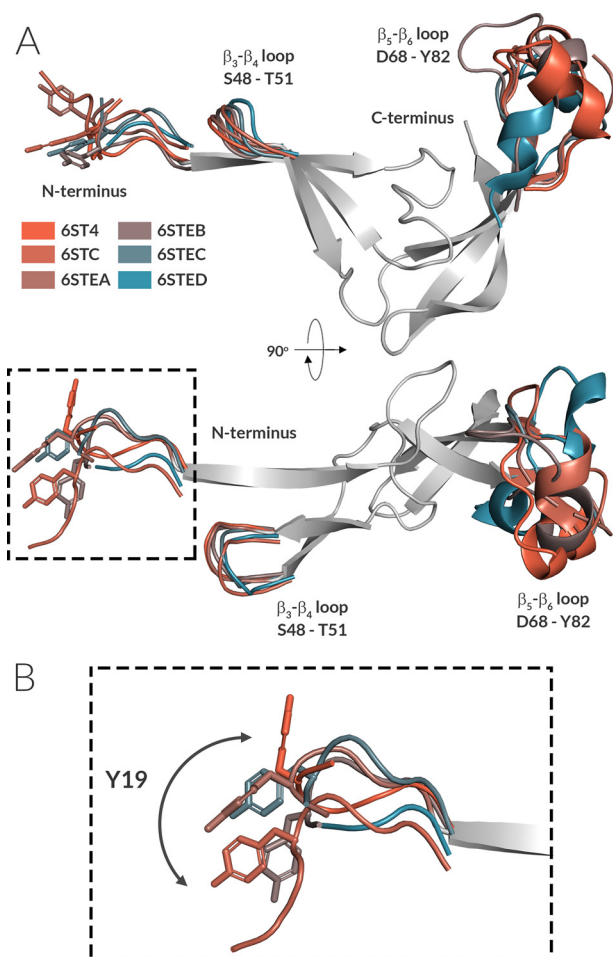 A
β₃-β₄ loop
S48 - T51
β₅-β₆ loop
D68 - Y82
C-terminus
N-terminus
6ST4 6STEB
6STC 6STEC
6STEA 6STED
90°
N-terminus
β₃-β₄ loop
S48 - T51
β₅-β₆ loop
D68 - Y82
B
Y19